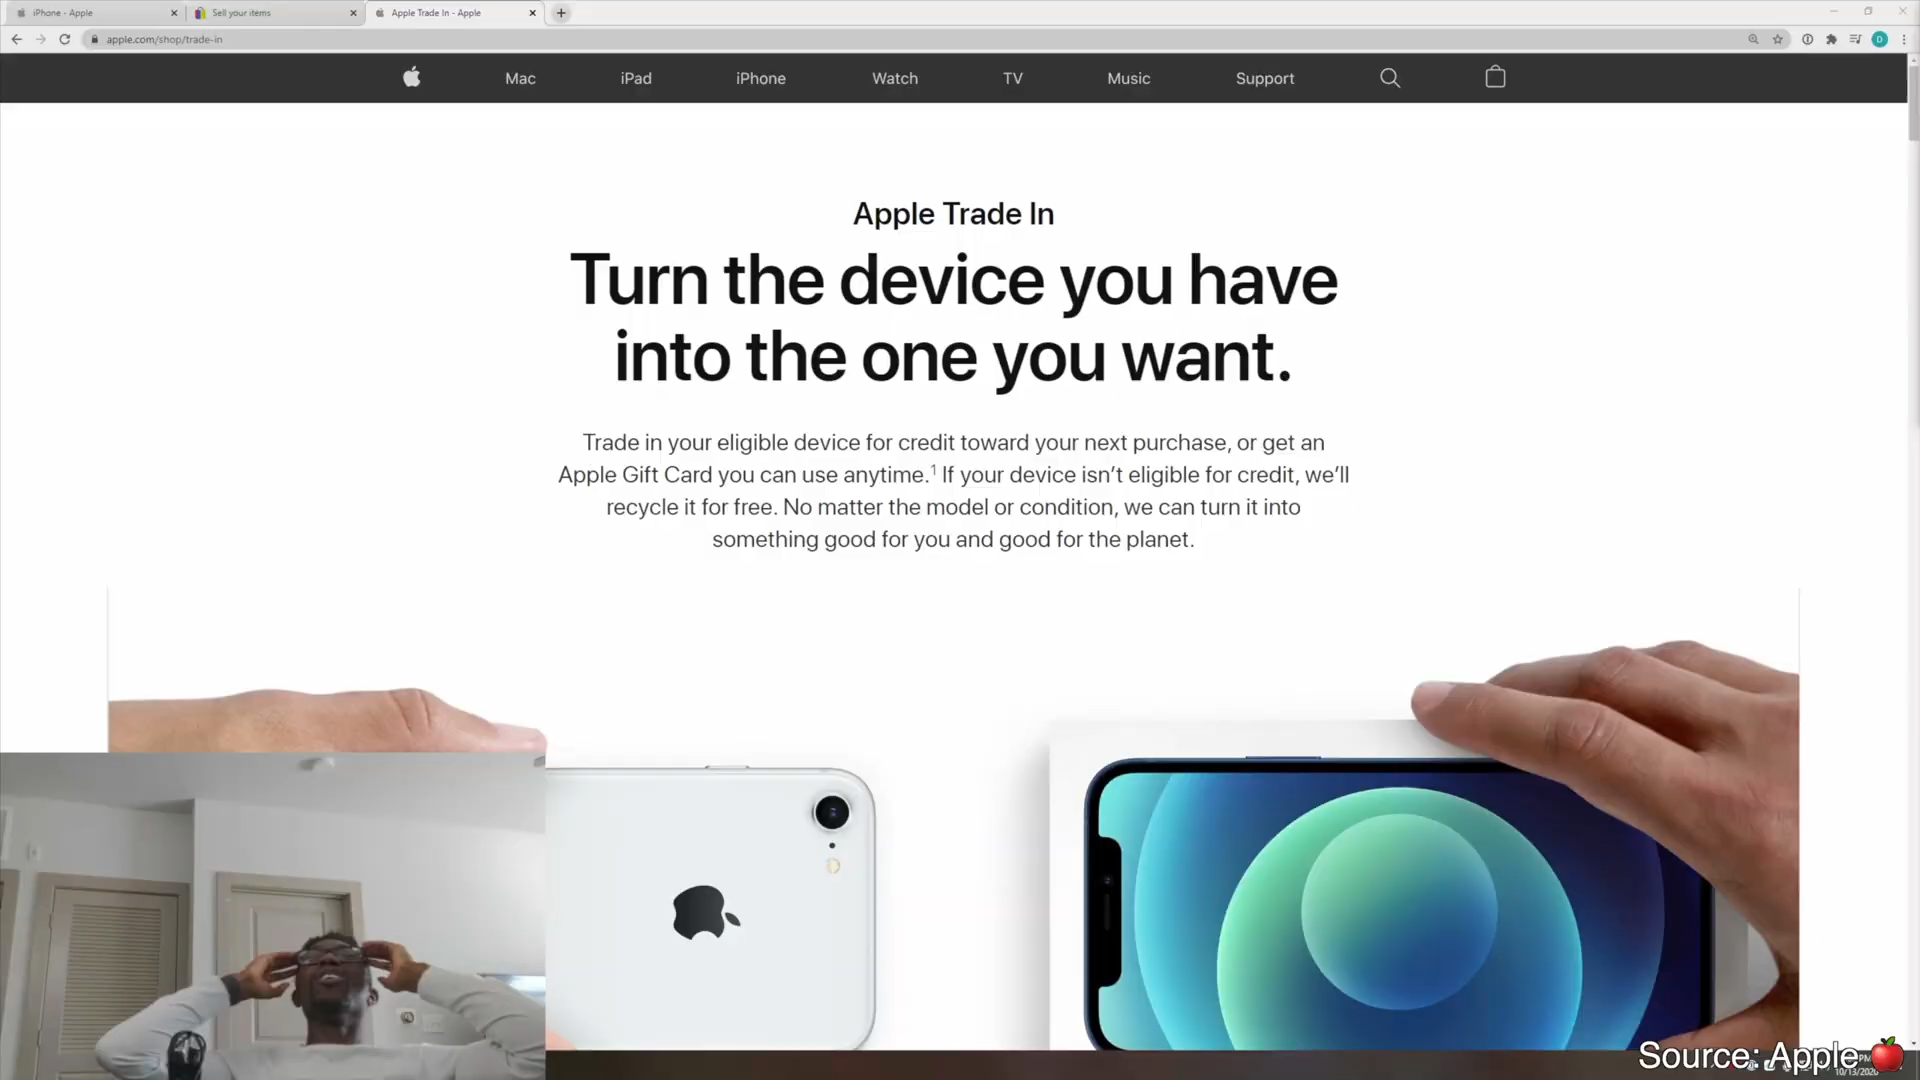 iPhone - Apple
Sell your items
Apple Trade In - Apple
apple.com/shop/trade-in
D
Mac iPad iPhone Watch TV Music Support
Apple Trade In
Turn the device you have
into the one you want.
Trade in your eligible device for credit toward your next purchase, or get an
Apple Gift Card you can use anytime.1 If your device isn’t eligible for credit, we’ll
recycle it for free. No matter the model or condition, we can turn it into
something good for you and good for the planet.
Source: Apple